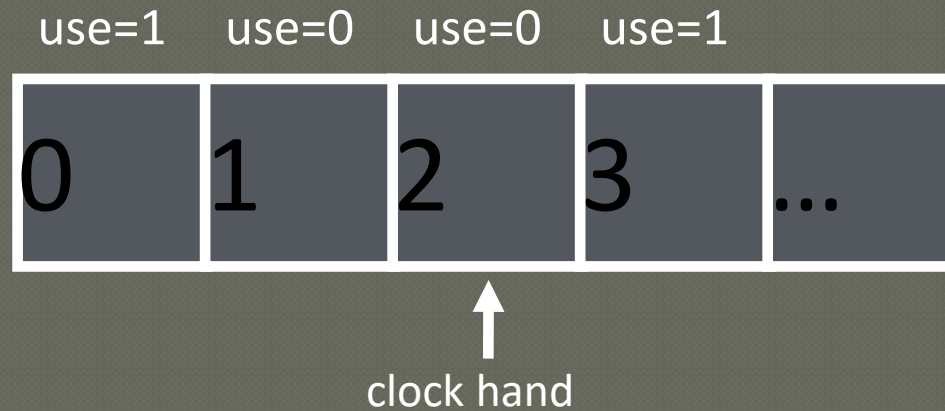 use=1 use=0 use=0 use=1
0 1 2 3 ...
clock hand